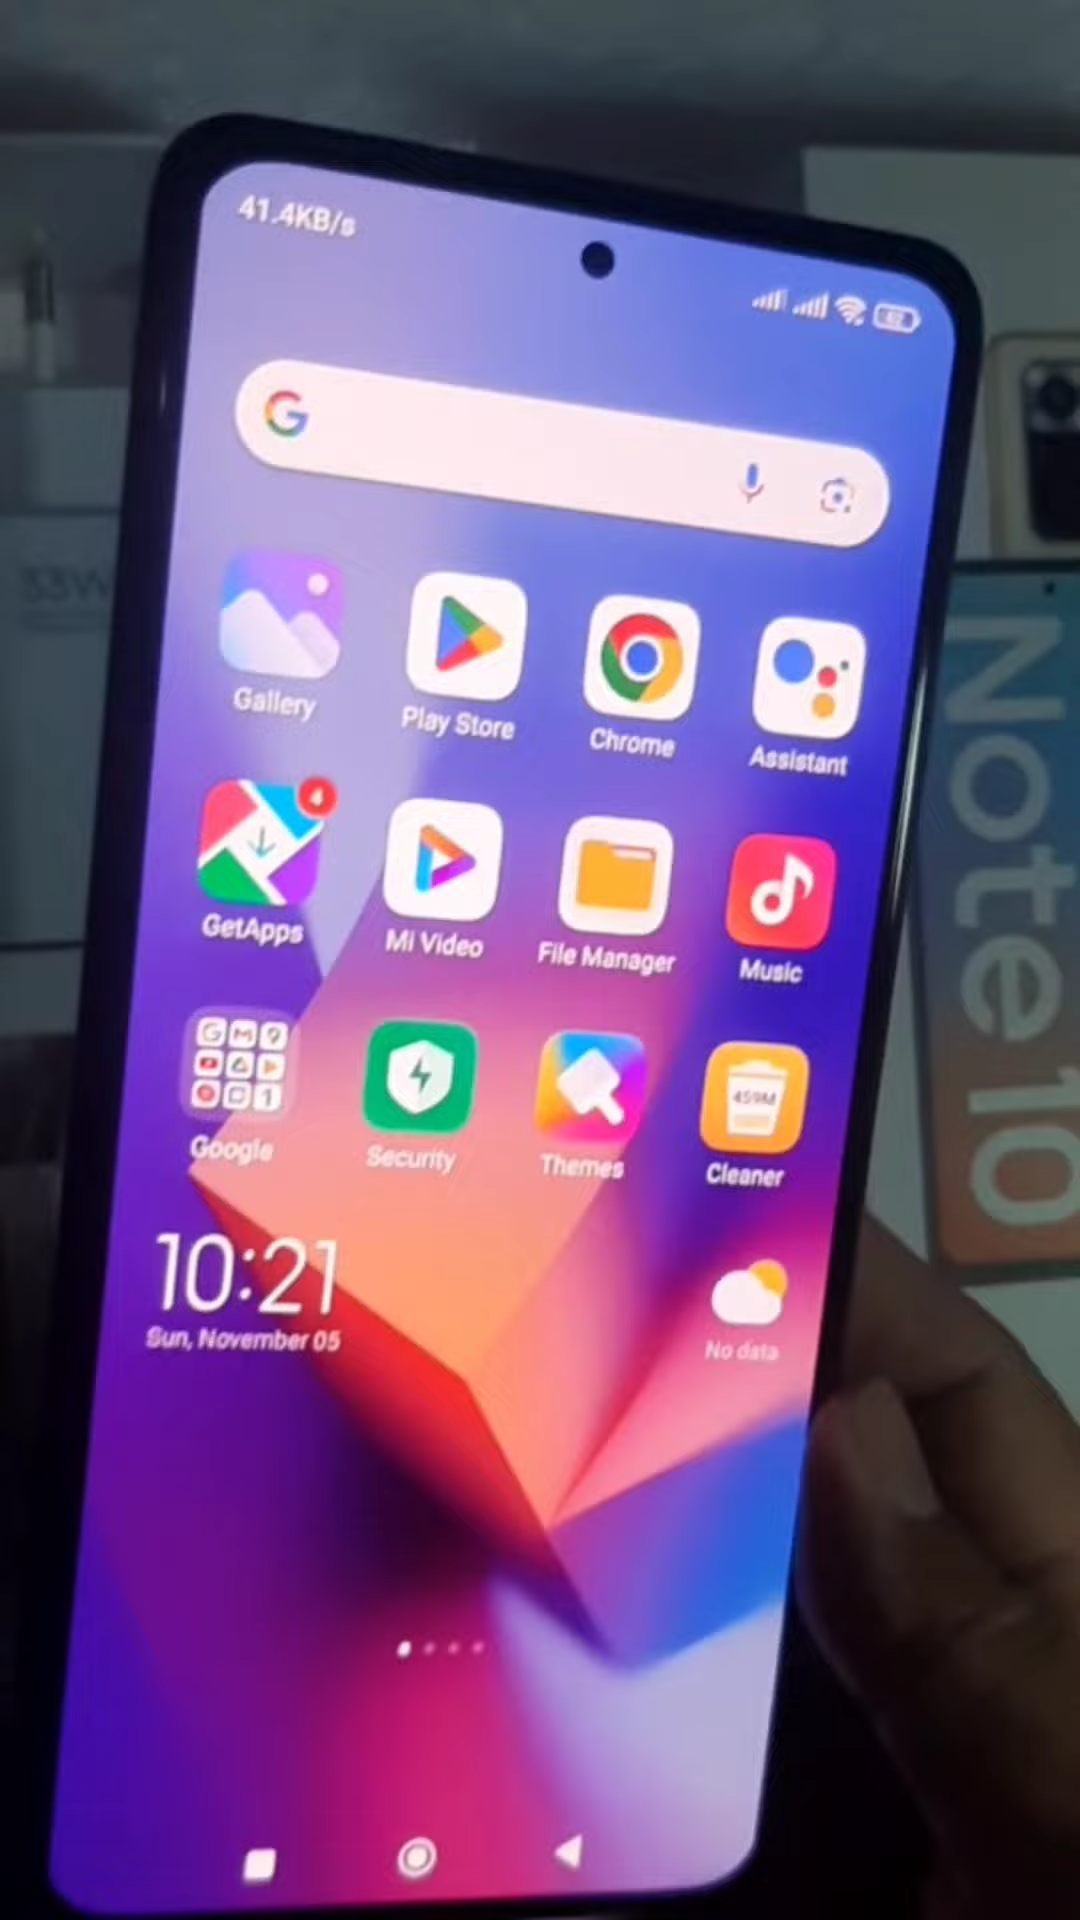 41.4KB/s
33W
Gallery
Play Store
Chrome
Assistant
4
GetApps
Mi Video
File Manager
Music
459M
Google
Security
Themes
Cleaner
10:21
Sun, November 05
No data
Note 10